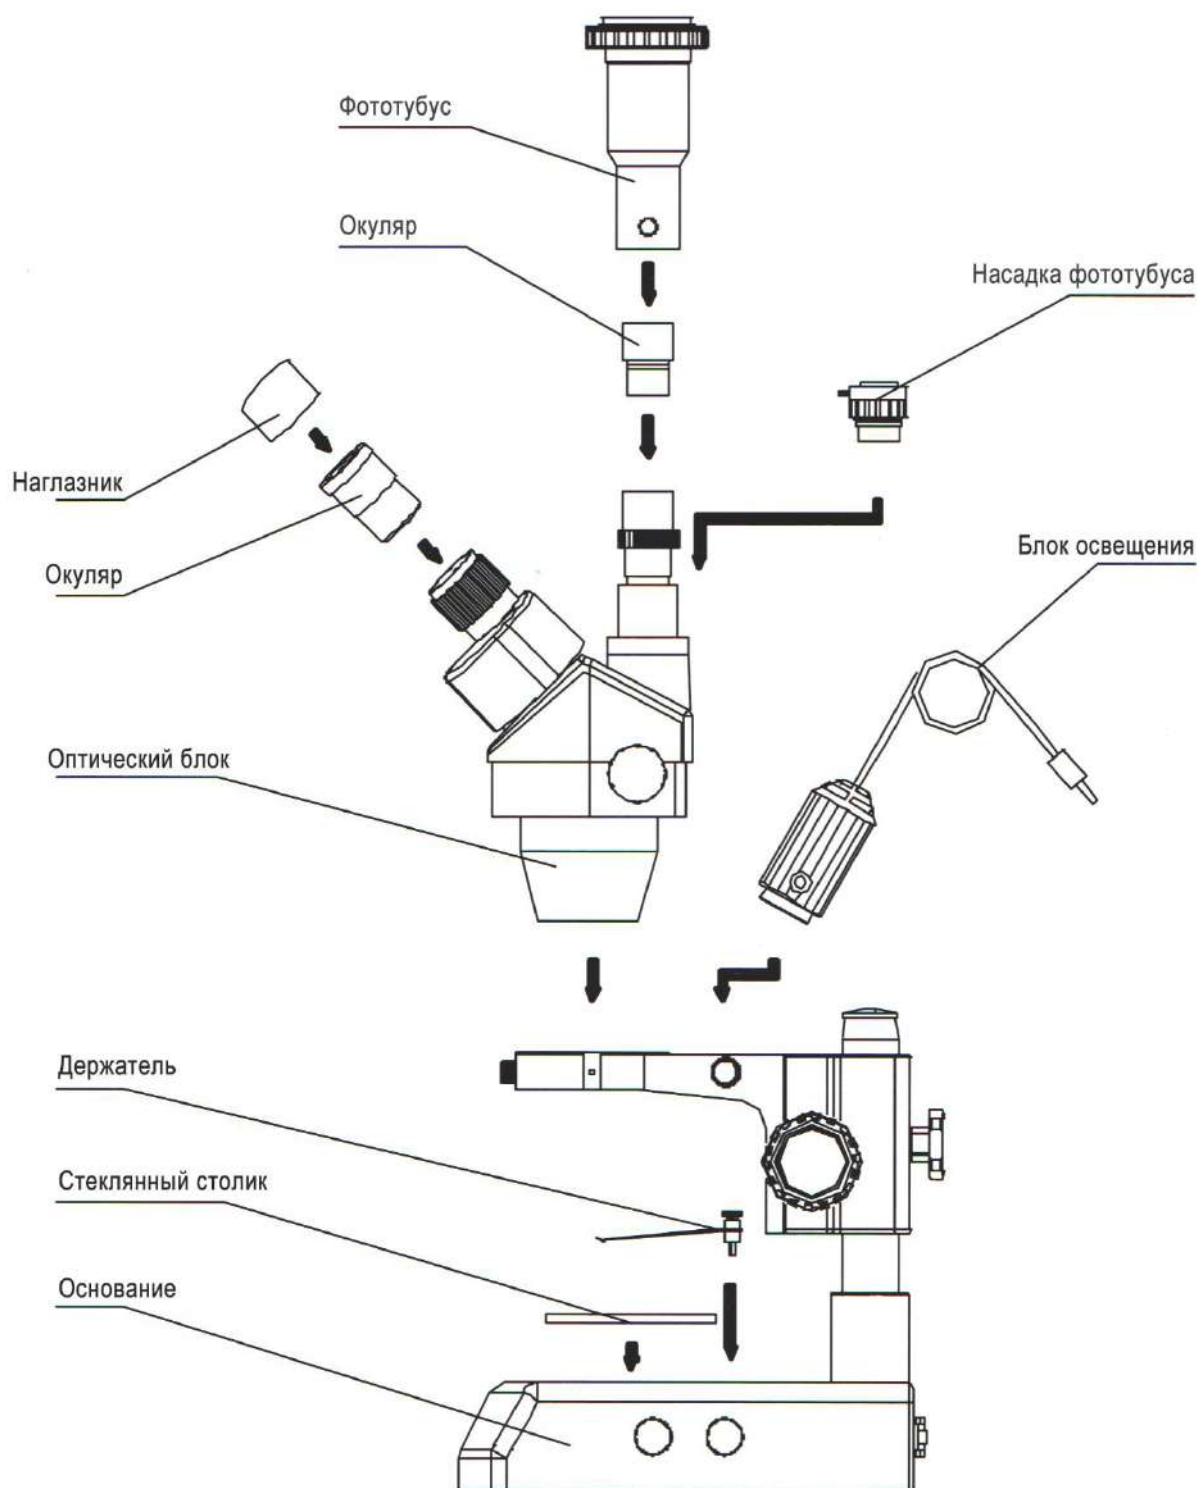 Фототубус
Окуляр
Насадка фототубуса
Наглазник
Блок освещения
Окуляр
Оптический блок
Держатель
Стеклянный столик
Основание